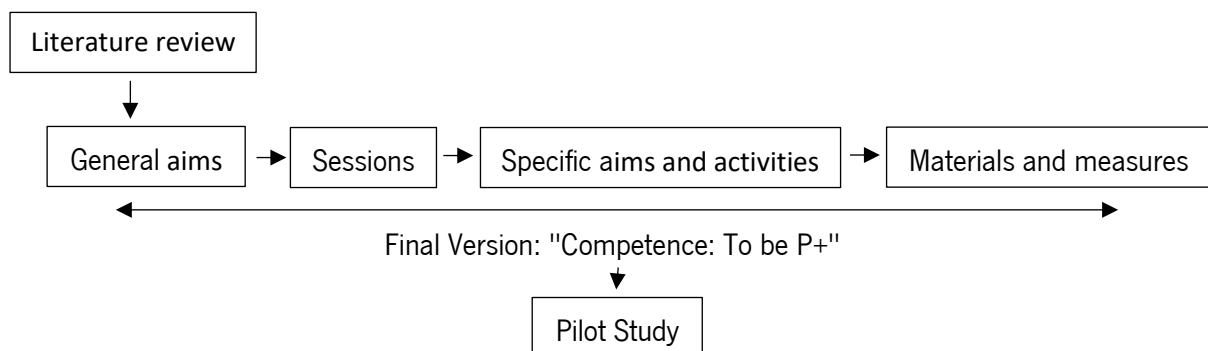 Literature review
General aims
Sessions
Specific aims and activities
Materials and measures
Final Version: "Competence: To be P+"
Pilot Study